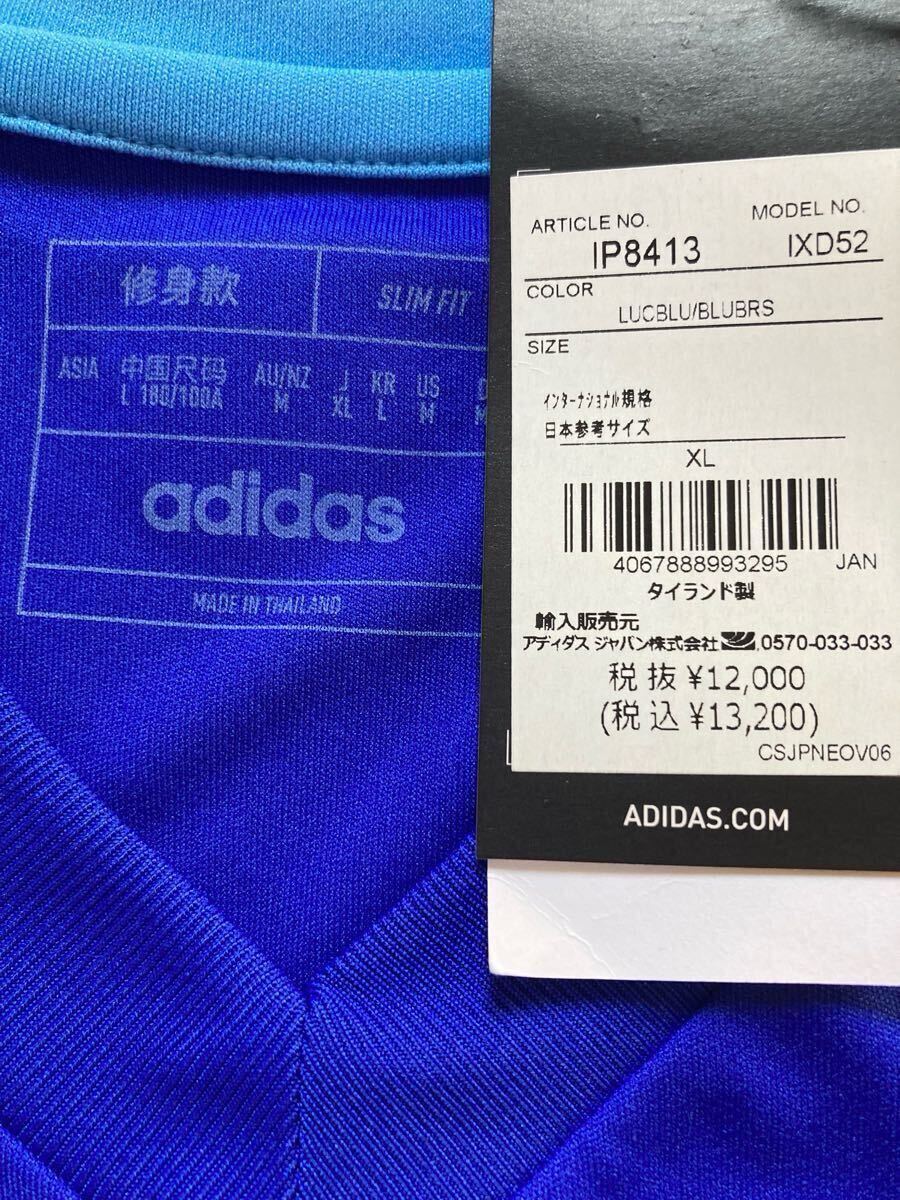 修身款 SLIM FIT
ASIA 中国尺码 AU/NZ J KR US
L 180/100A M XL L M M
adidas
MADE IN THAILAND
ARTICLE NO. MODEL NO.
IP8413 IXD52
COLOR
LUCBLU/BLUBRS
SIZE
インターナショナル規格
日本参考サイズ
XL
4067888993295 JAN
タイランド製
輸入販売元
アディダス ジャパン株式会社 0570-033-033
税抜 ¥12,000
(税込 ¥13,200)
CSJPNEOV06
ADIDAS.COM